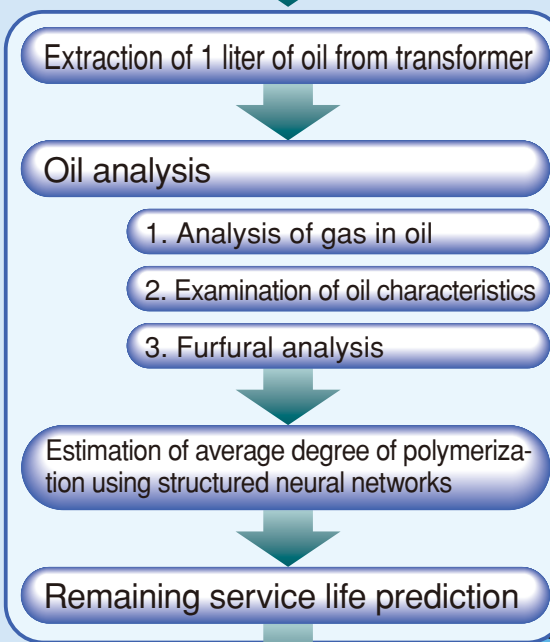 Extraction of 1 liter of oil from transformer
Oil analysis
1. Analysis of gas in oil
2. Examination of oil characteristics
3. Furfural analysis
Estimation of average degree of polymeriza-
tion using structured neural networks
Remaining service life prediction